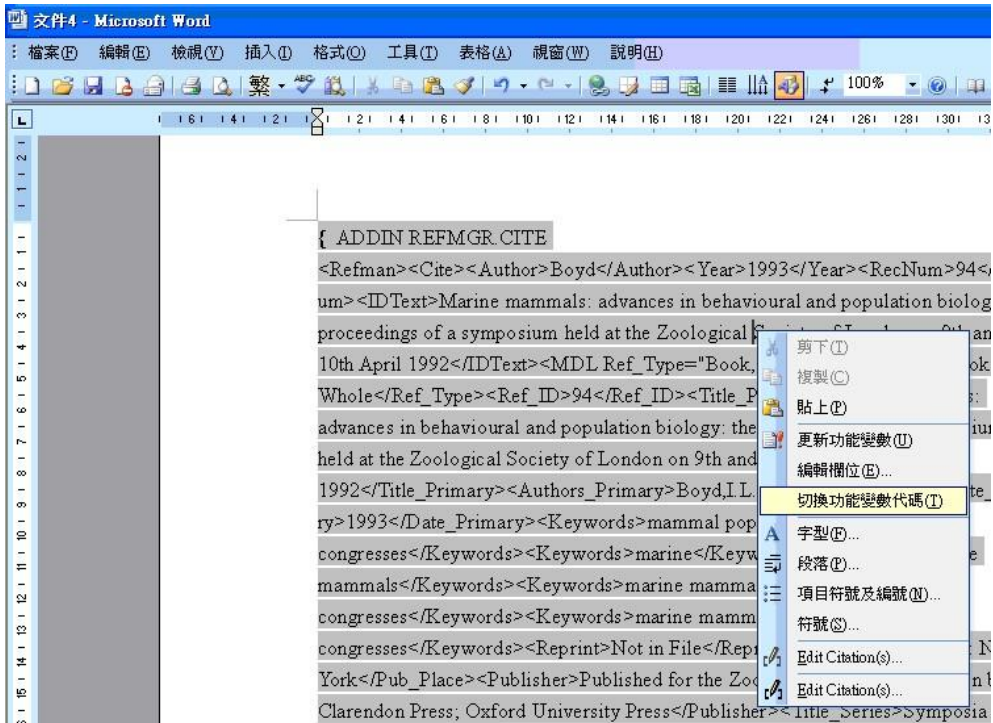 文件4 - Microsoft Word
檔案(F) 編輯(E) 檢視(V) 插入(I) 格式(O) 工具(T) 表格(A) 視窗(W) 說明(H)
繁 100%
{ ADDIN REFMGR.CITE
<Refman><Cite><Author>Boyd</Author><Year>1993</Year><RecNum>94</
um><IDText>Marine mammals: advances in behavioural and population biolog
proceedings of a symposium held at the Zoological
10th April 1992</IDText><MDL Ref_Type="Book,
Whole</Ref_Type><Ref_ID>94</Ref_ID><Title_P
advances in behavioural and population biology: the
held at the Zoological Society of London on 9th and
1992</Title_Primary><Authors_Primary>Boyd,I.L.
ry>1993</Date_Primary><Keywords>mammal pop
congresses</Keywords><Keywords>marine</Keyw
mammals</Keywords><Keywords>marine mamma
congresses</Keywords><Keywords>marine mamm
congresses</Keywords><Reprint>Not in File</Repr
York</Pub_Place><Publisher>Published for the Zoo
Clarendon Press; Oxford University Press</Publisher><Title_Series>Symposia
剪下(T)
複製(C)
貼上(P)
更新功能變數(U)
編輯欄位(E)...
切換功能變數代碼(T)
字型(F)...
段落(P)...
項目符號及編號(N)...
符號(S)...
Edit Citation(s)...
Edit Citation(s)...